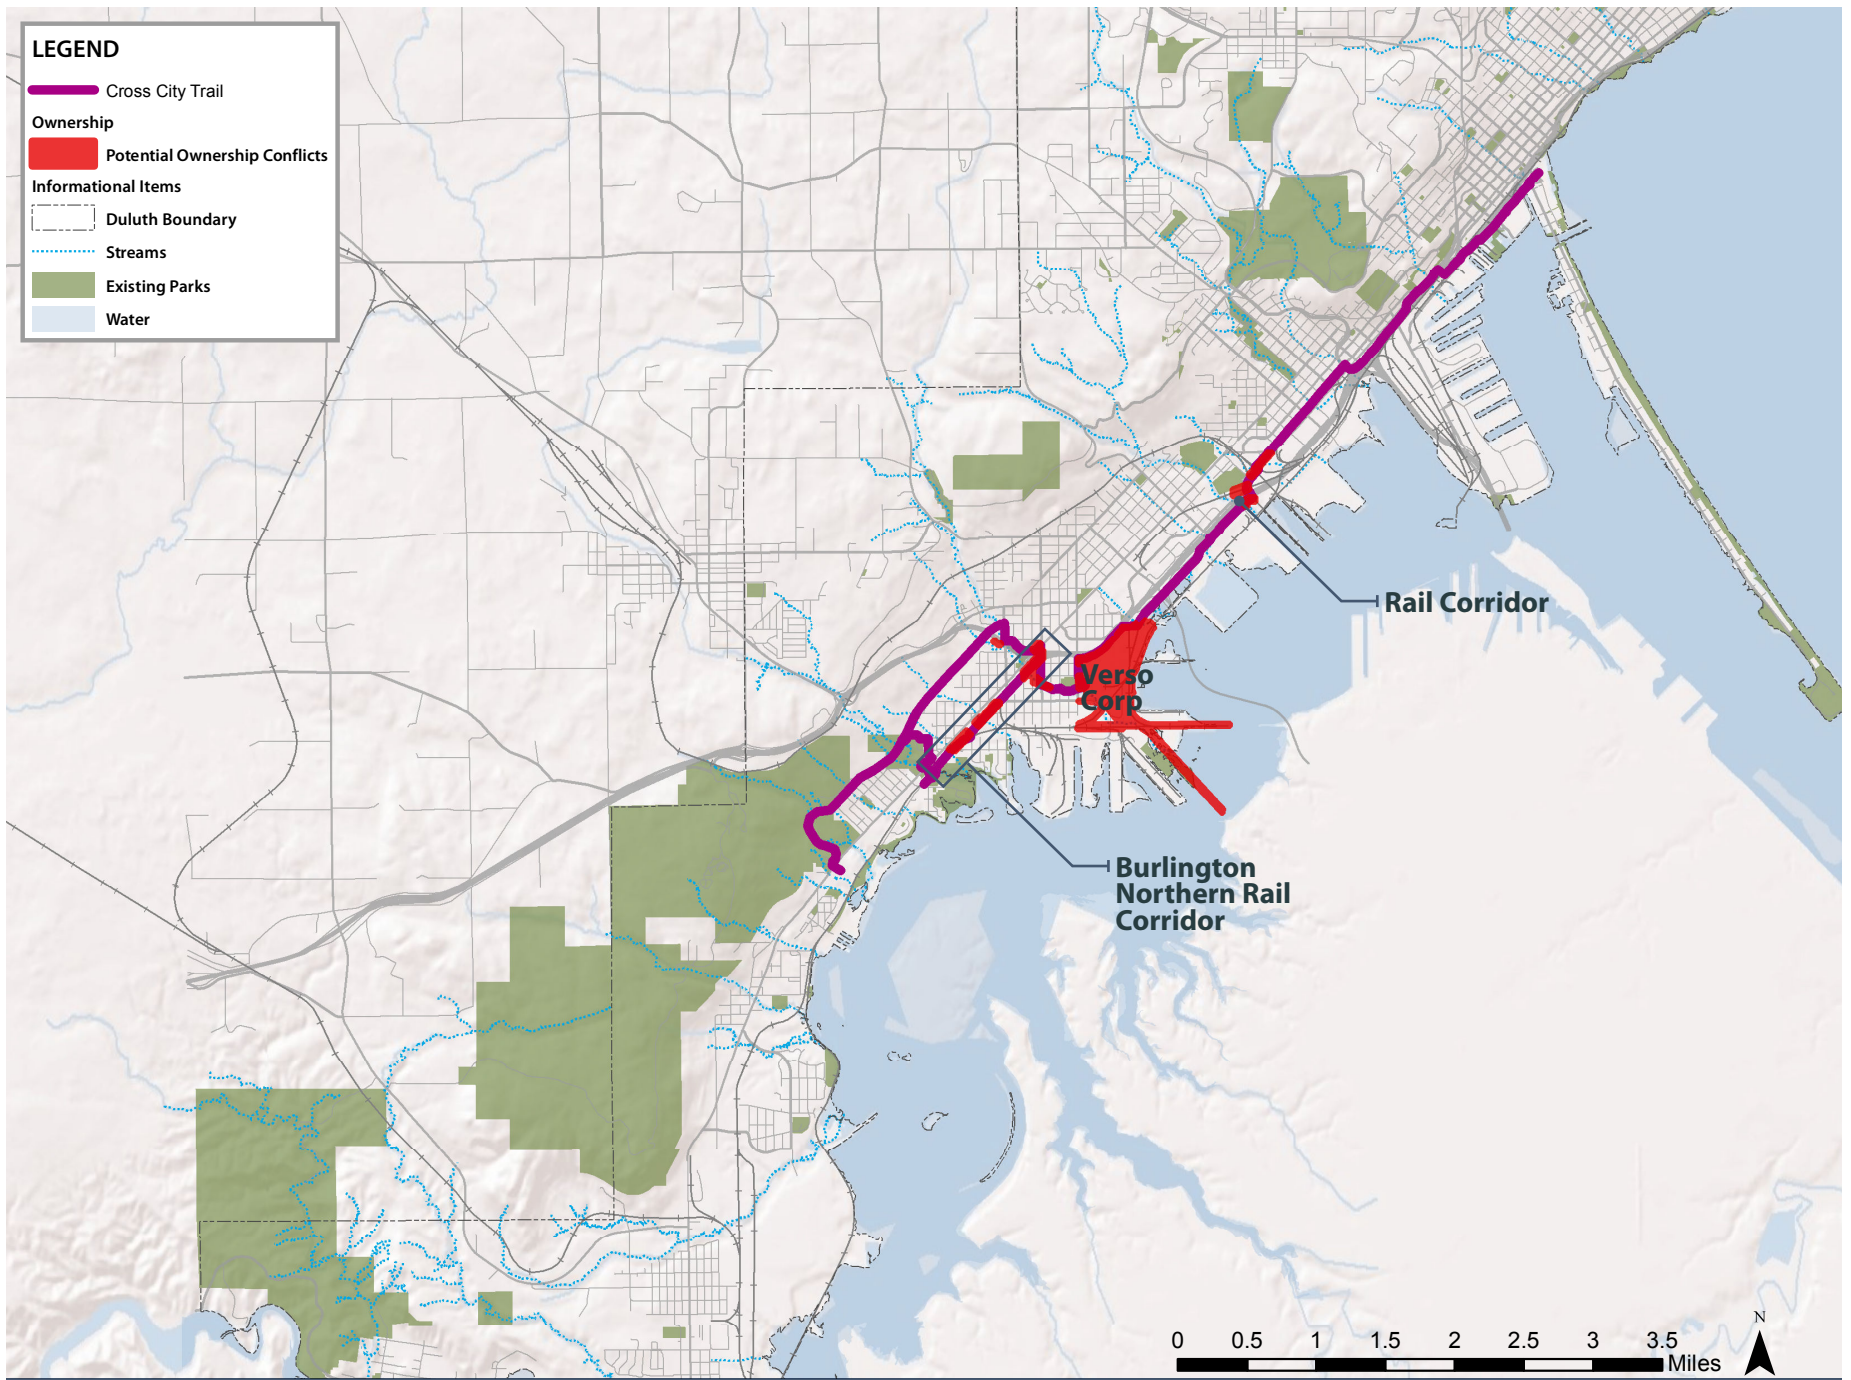 LEGEND
Cross City Trail
Ownership
Potential Ownership Conflicts
Informational Items
Duluth Boundary
Streams
Existing Parks
Water
Rail Corridor
Verso
Corp
Burlington
Northern Rail
Corridor
N
0 0.5 1 1.5 2 2.5 3 3.5
Miles